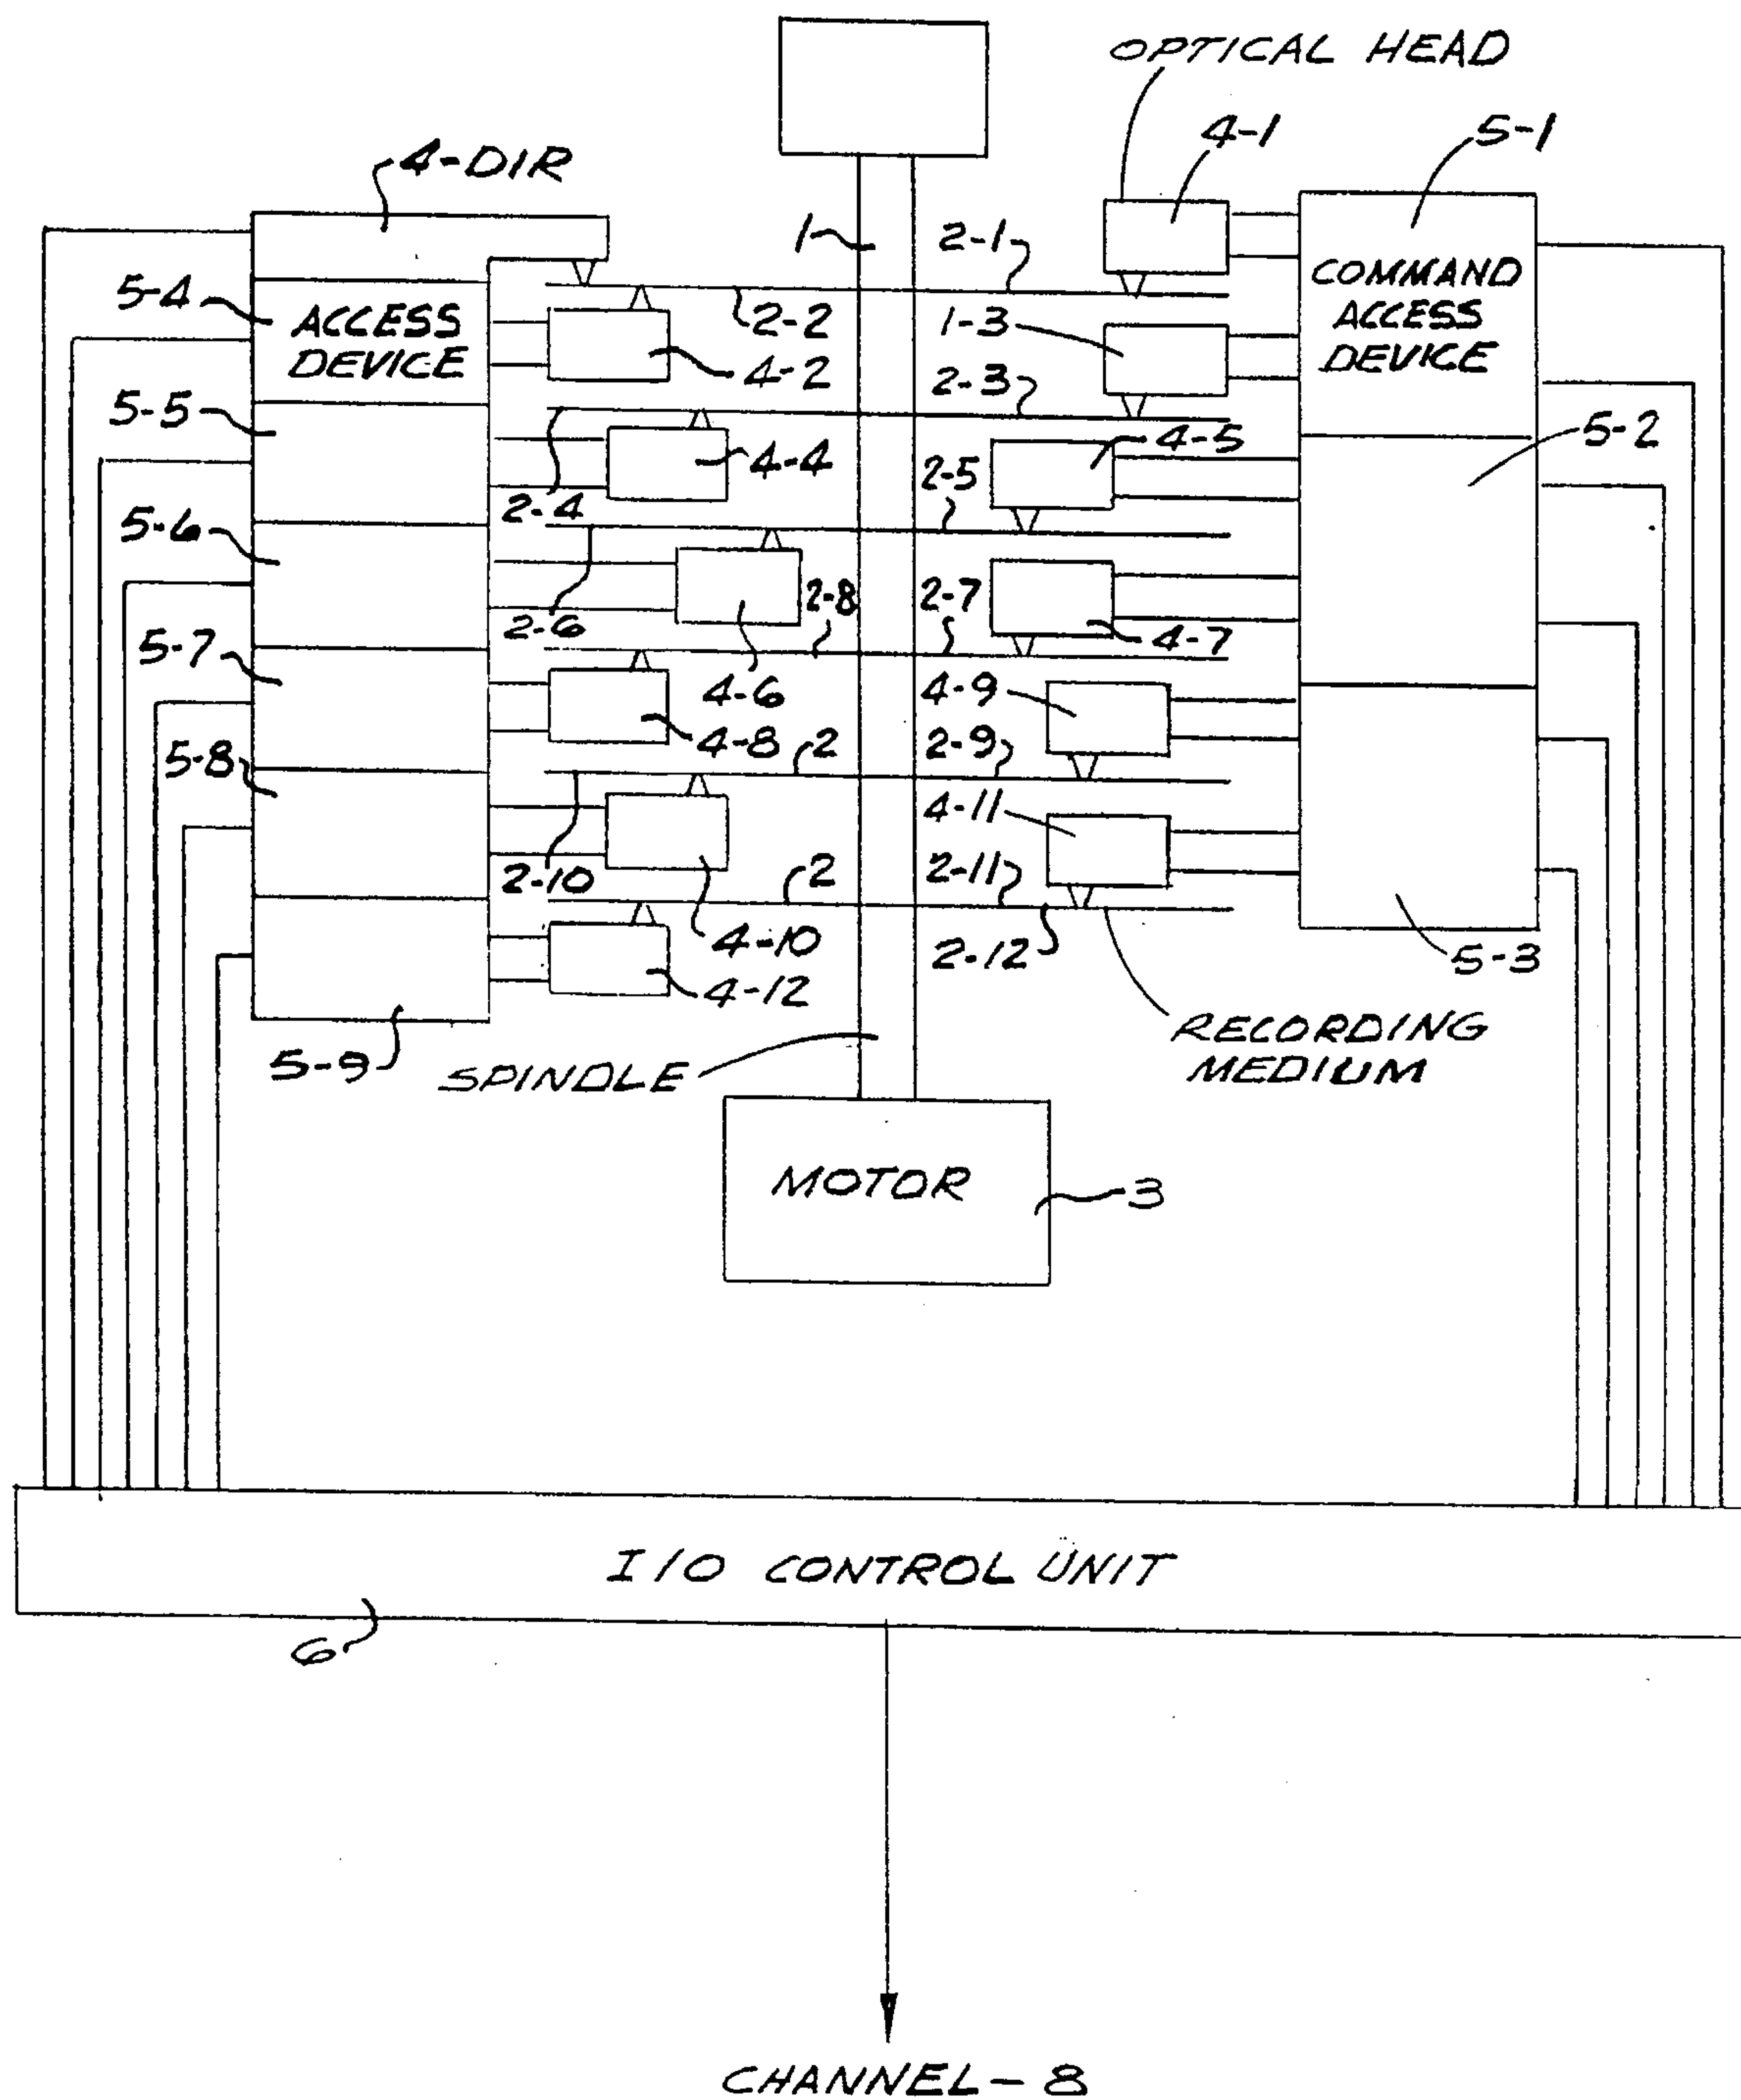 OPTICAL HEAD
4-1
5-1
4-DIR
1
2-1
5-4
ACCESS
DEVICE
2-2
4-2
1-3
COMMAND
ACCESS
DEVICE
2-3
5-5
4-4
4-5
5-2
2-4
2-5
5-6
2-6
2-8
2-7
4-7
5-7
4-6
4-9
4-8
2
2-9
5-8
4-11
2-10
2
2-11
4-10
2-12
5-3
4-12
5-9
SPINDLE
RECORDING
MEDIUM
MOTOR
3
I/O CONTROL UNIT
6
CHANNEL-8